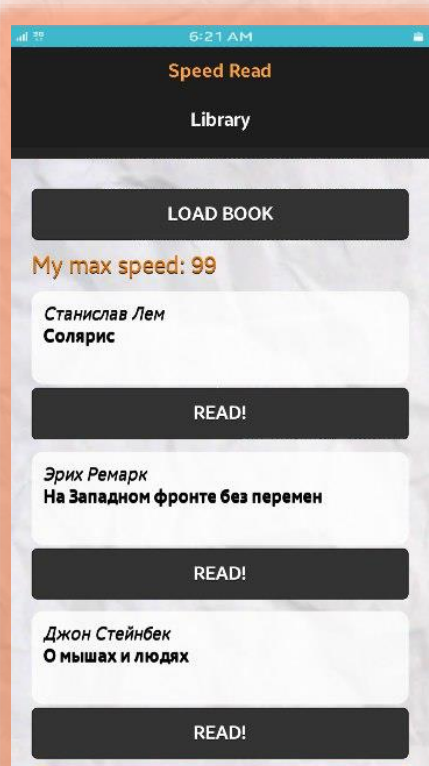 6:21 AM
Speed Read
Library
LOAD BOOK
My max speed: 99
Станислав Лем
Солярис
READ!
Эрих Ремарк
На Западном фронте без перемен
READ!
Джон Стейнбек
О мышах и людях
READ!